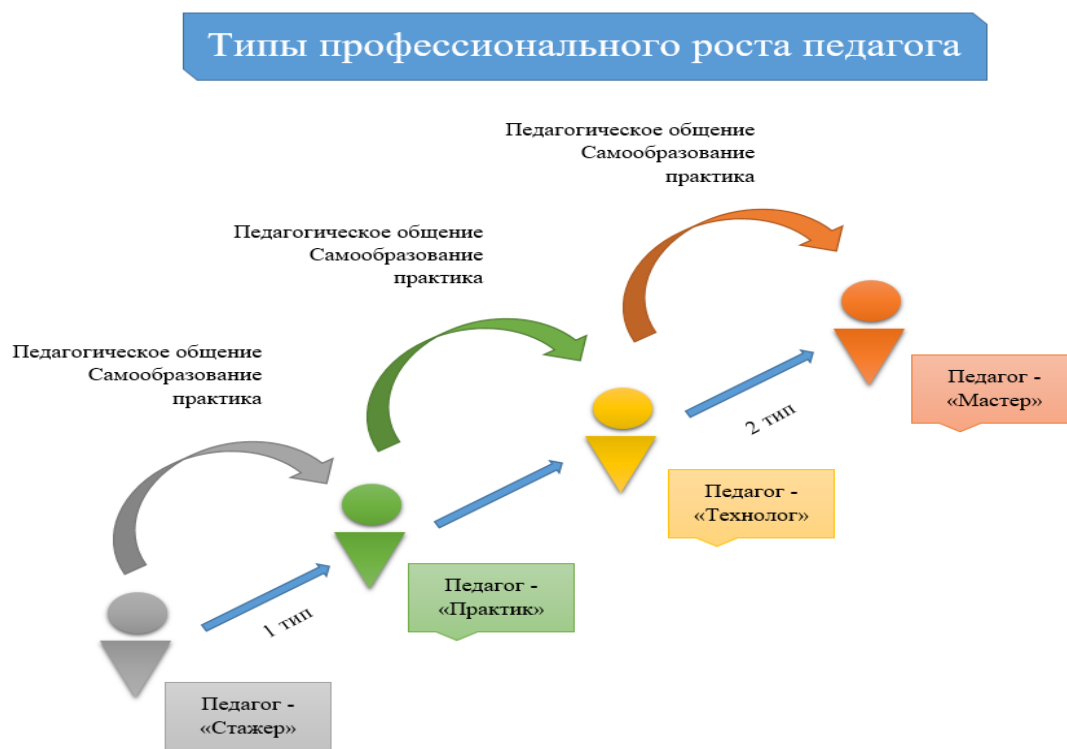 Типы профессионального роста педагога
Педагогическое общение
Самообразование
практика
Педагогическое общение
Самообразование
практика
Педагогическое общение
Самообразование
практика
Педагог -
«Мастер»
2 тип
Педагог -
«Технолог»
Педагог -
«Практик»
1 тип
Педагог -
«Стажер»